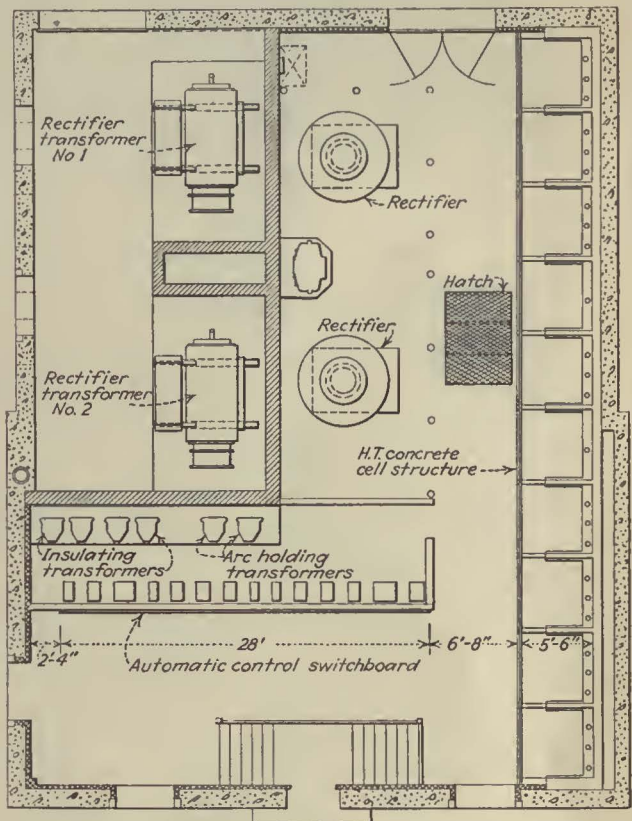 Rectifier
transformer
No 1
Rectifier
Hatch
Rectifier
Rectifier
transformer
No. 2
H.T. concrete
cell structure
Insulating
transformers
Arc holding
transformers
2'-4"
28'
6'-8"
5'-6"
Automatic control switchboard